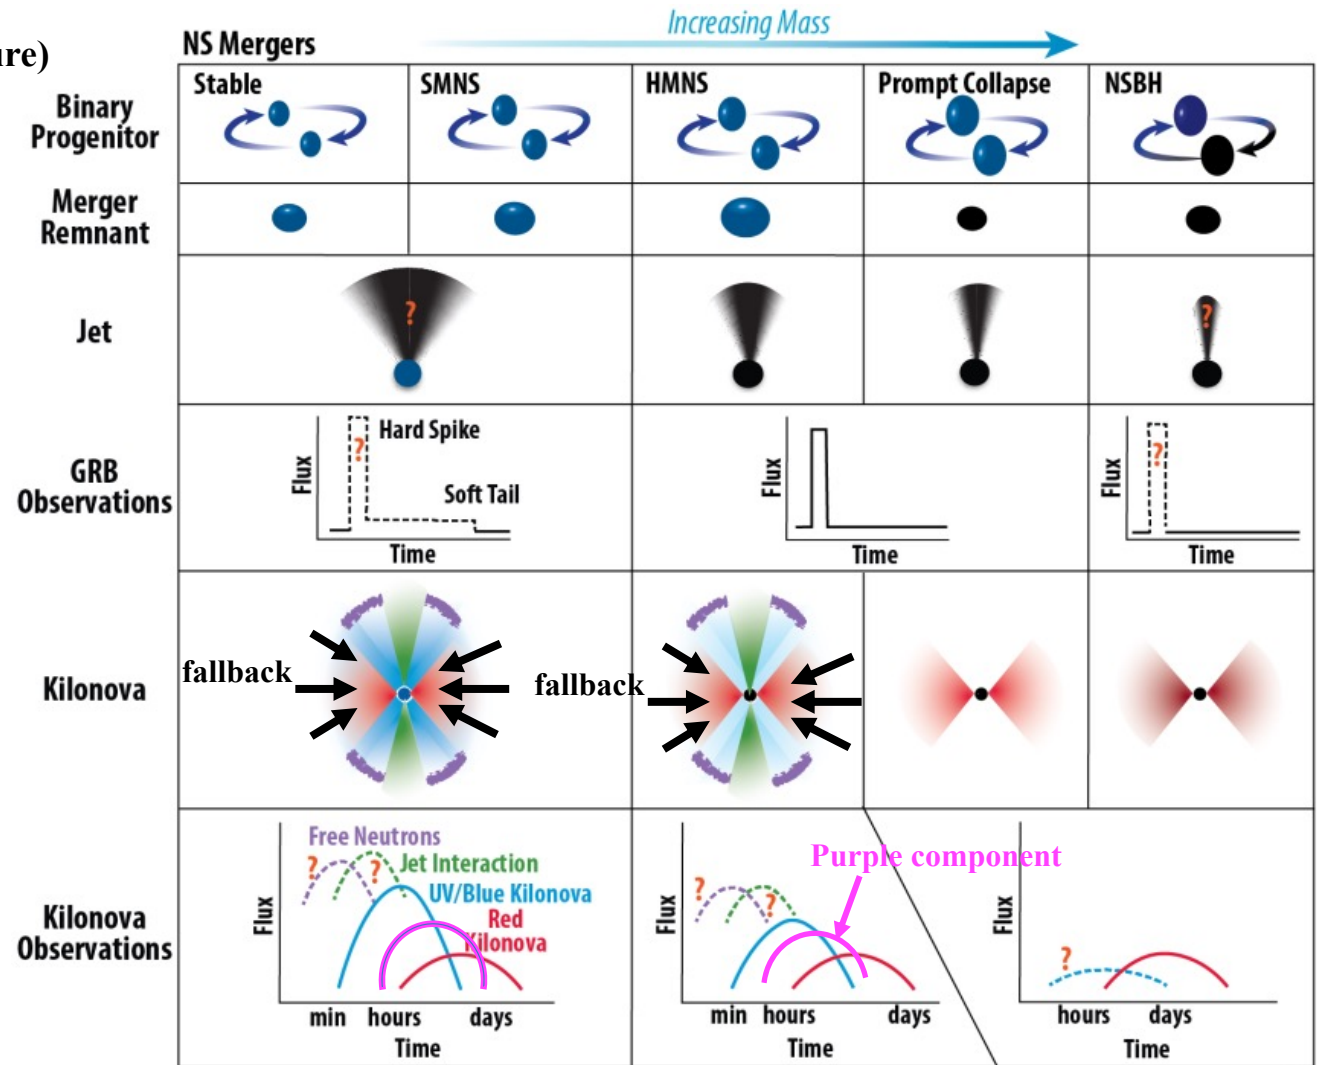 ure)
NS Mergers
Increasing Mass
Stable
SMNS
HMNS
Prompt Collapse
NSBH
Binary
Progenitor
Merger
Remnant
Jet
?
?
GRB
Observations
Flux
?
Hard Spike
Soft Tail
Time
Flux
Time
Flux
?
Time
Kilonova
fallback
fallback
Kilonova
Observations
Flux
Free Neutrons
?
?
Jet Interaction
UV/Blue Kilonova
Red
Kilonova
min hours days
Time
Flux
?
?
Purple component
min hours days
Time
Flux
?
hours days
Time